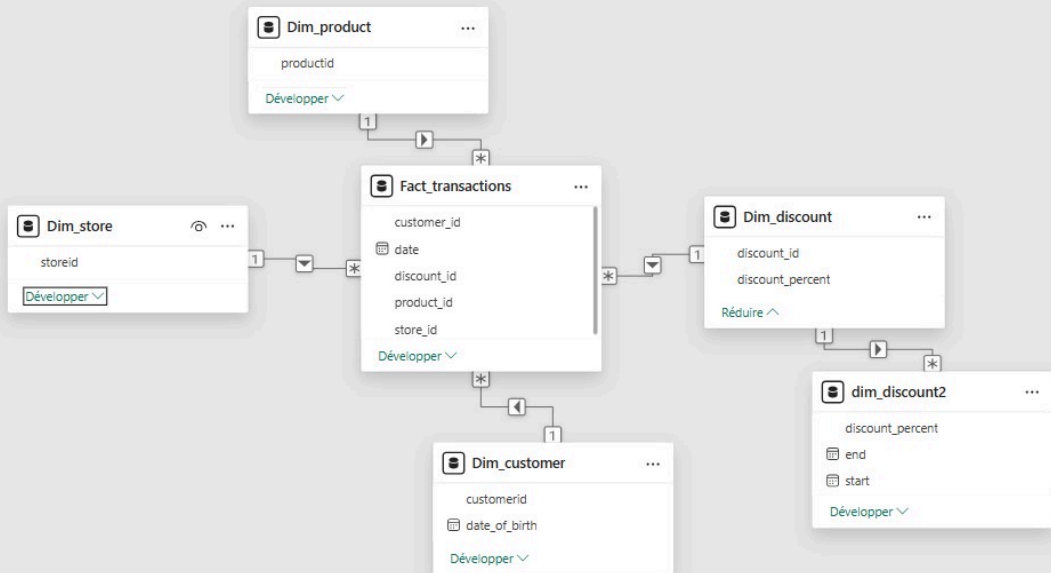 Dim_product
...
productid
Développer
1
*
Fact_transactions
...
customer_id
date
discount_id
product_id
store_id
Développer
Dim_store
...
storeid
Développer
1
*
Dim_discount
...
discount_id
discount_percent
Réduire
1
*
1
*
dim_discount2
...
discount_percent
end
start
Développer
*
1
Dim_customer
...
customerid
date_of_birth
Développer